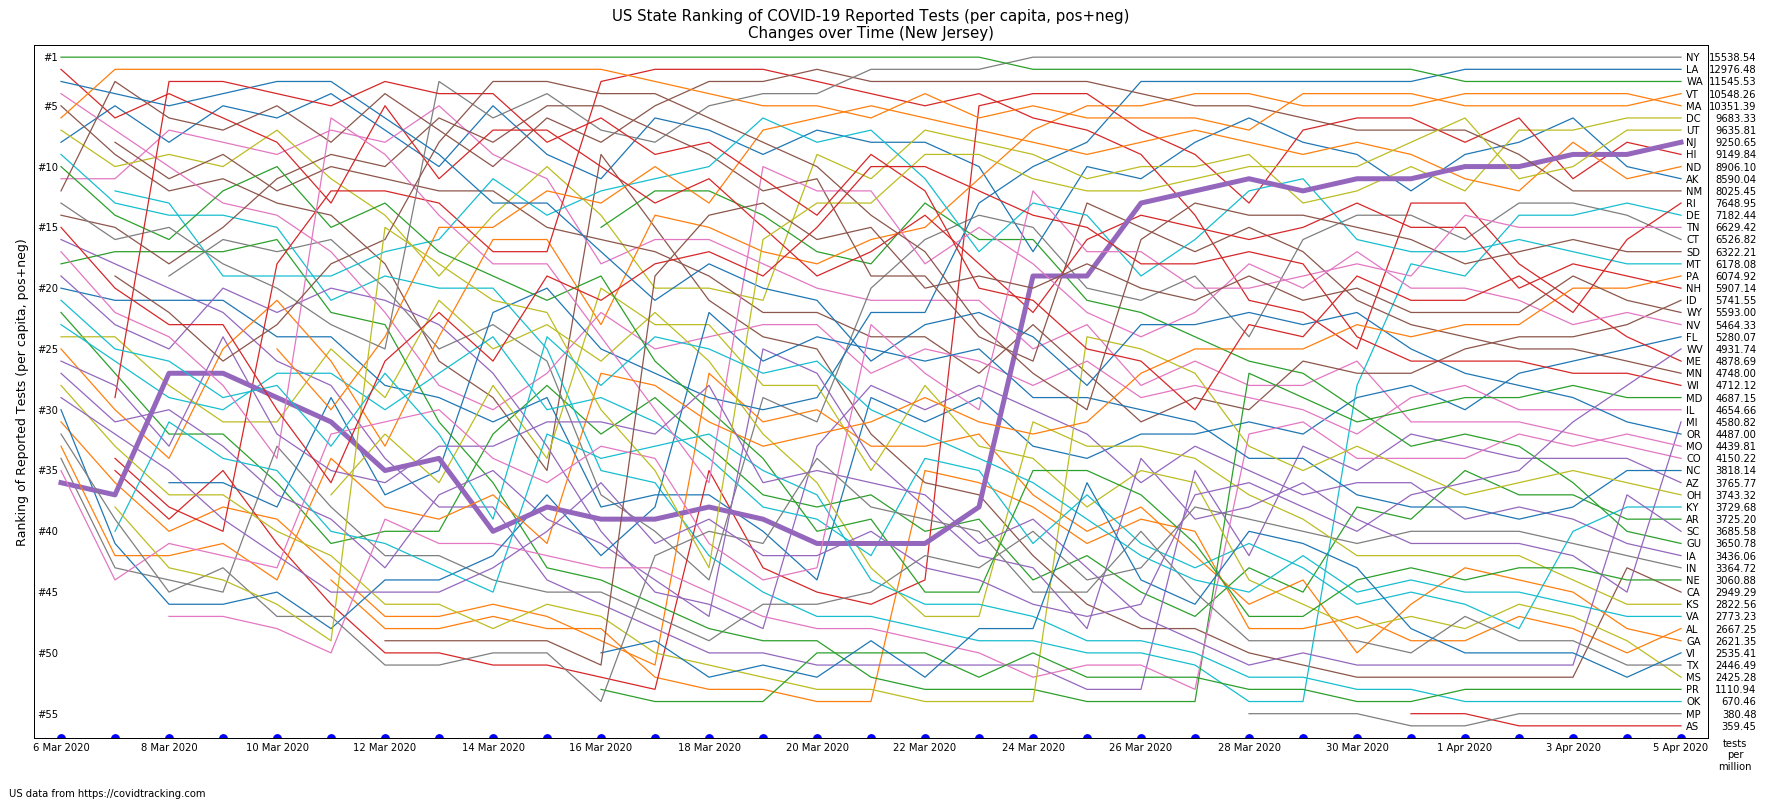 US State Ranking of COVID-19 Reported Tests (per capita, pos+neg)
Changes over Time (New Jersey)
Ranking of Reported Tests (per capita, pos+neg)
#1
#5
#10
#15
#20
#25
#30
#35
#40
#45
#50
#55
NY 15538.54
LA 12976.48
WA 11545.53
VT 10548.26
MA 10351.39
DC 9683.33
UT 9635.81
NJ 9250.65
HI 9149.84
ND 8906.10
AK 8590.04
NM 8025.45
RI 7648.95
DE 7182.44
TN 6629.42
CT 6526.82
SD 6322.21
MT 6178.08
PA 6074.92
NH 5907.14
ID 5741.55
WY 5593.00
NV 5464.33
FL 5280.07
WV 4931.74
ME 4878.69
MN 4748.00
WI 4712.12
MD 4687.15
IL 4654.66
MI 4580.82
OR 4487.00
MO 4439.81
CO 4150.22
NC 3818.14
AZ 3765.77
OH 3743.32
KY 3729.68
AR 3725.20
SC 3685.58
GU 3650.78
IA 3436.06
IN 3364.72
NE 3060.88
CA 2949.29
KS 2822.56
VA 2773.23
AL 2667.25
GA 2621.35
VI 2535.41
TX 2446.49
MS 2425.28
PR 1110.94
OK 670.46
MP 380.48
AS 359.45
6 Mar 2020 8 Mar 2020 10 Mar 2020 12 Mar 2020 14 Mar 2020 16 Mar 2020 18 Mar 2020 20 Mar 2020 22 Mar 2020 24 Mar 2020 26 Mar 2020 28 Mar 2020 30 Mar 2020 1 Apr 2020 3 Apr 2020 5 Apr 2020
tests
per
million
US data from https://covidtracking.com